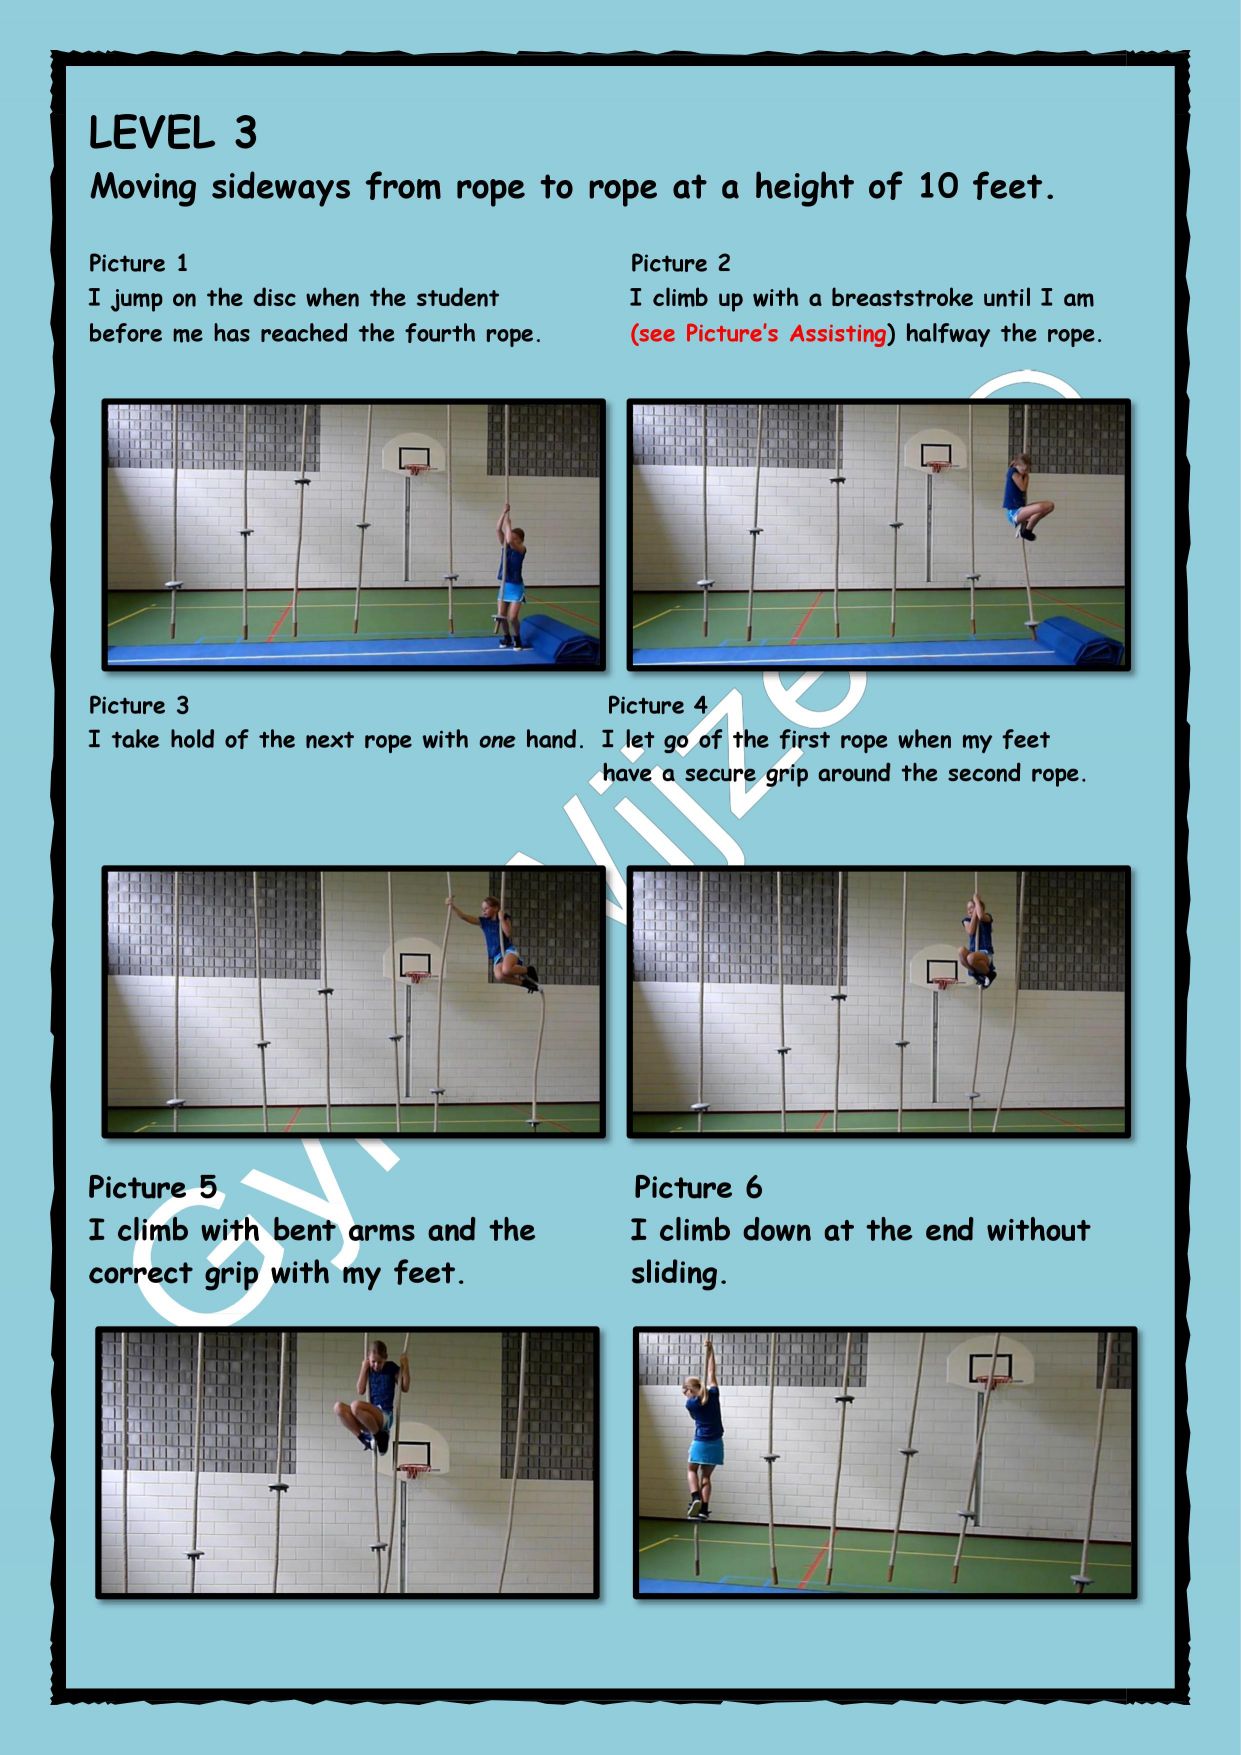 LEVEL 3
Moving sideways from rope to rope at a height of 10 feet.
Picture 1
I jump on the disc when the student
before me has reached the fourth rope.
Picture 2
I climb up with a breaststroke until I am
(see Picture's Assisting) halfway the rope.
Picture 3
I take hold of the next rope with one hand.
Picture 4
I let go of the first rope when my feet
have a secure grip around the second rope.
Picture 5
I climb with bent arms and the
correct grip with my feet.
Picture 6
I climb down at the end without
sliding.